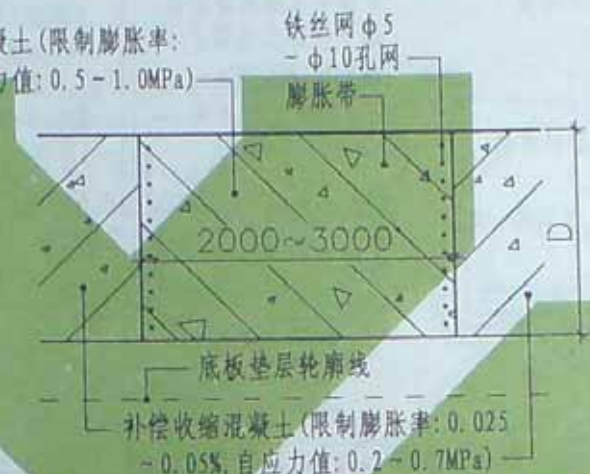 凝土(限制膨胀率:
力值:0.5~1.0MPa)
铁丝网φ5
~φ10孔网
膨胀带
2000~3000
D
底板垫层轮廓线
补偿收缩混凝土(限制膨胀率:0.025
~0.05%,自应力值:0.2~0.7MPa)